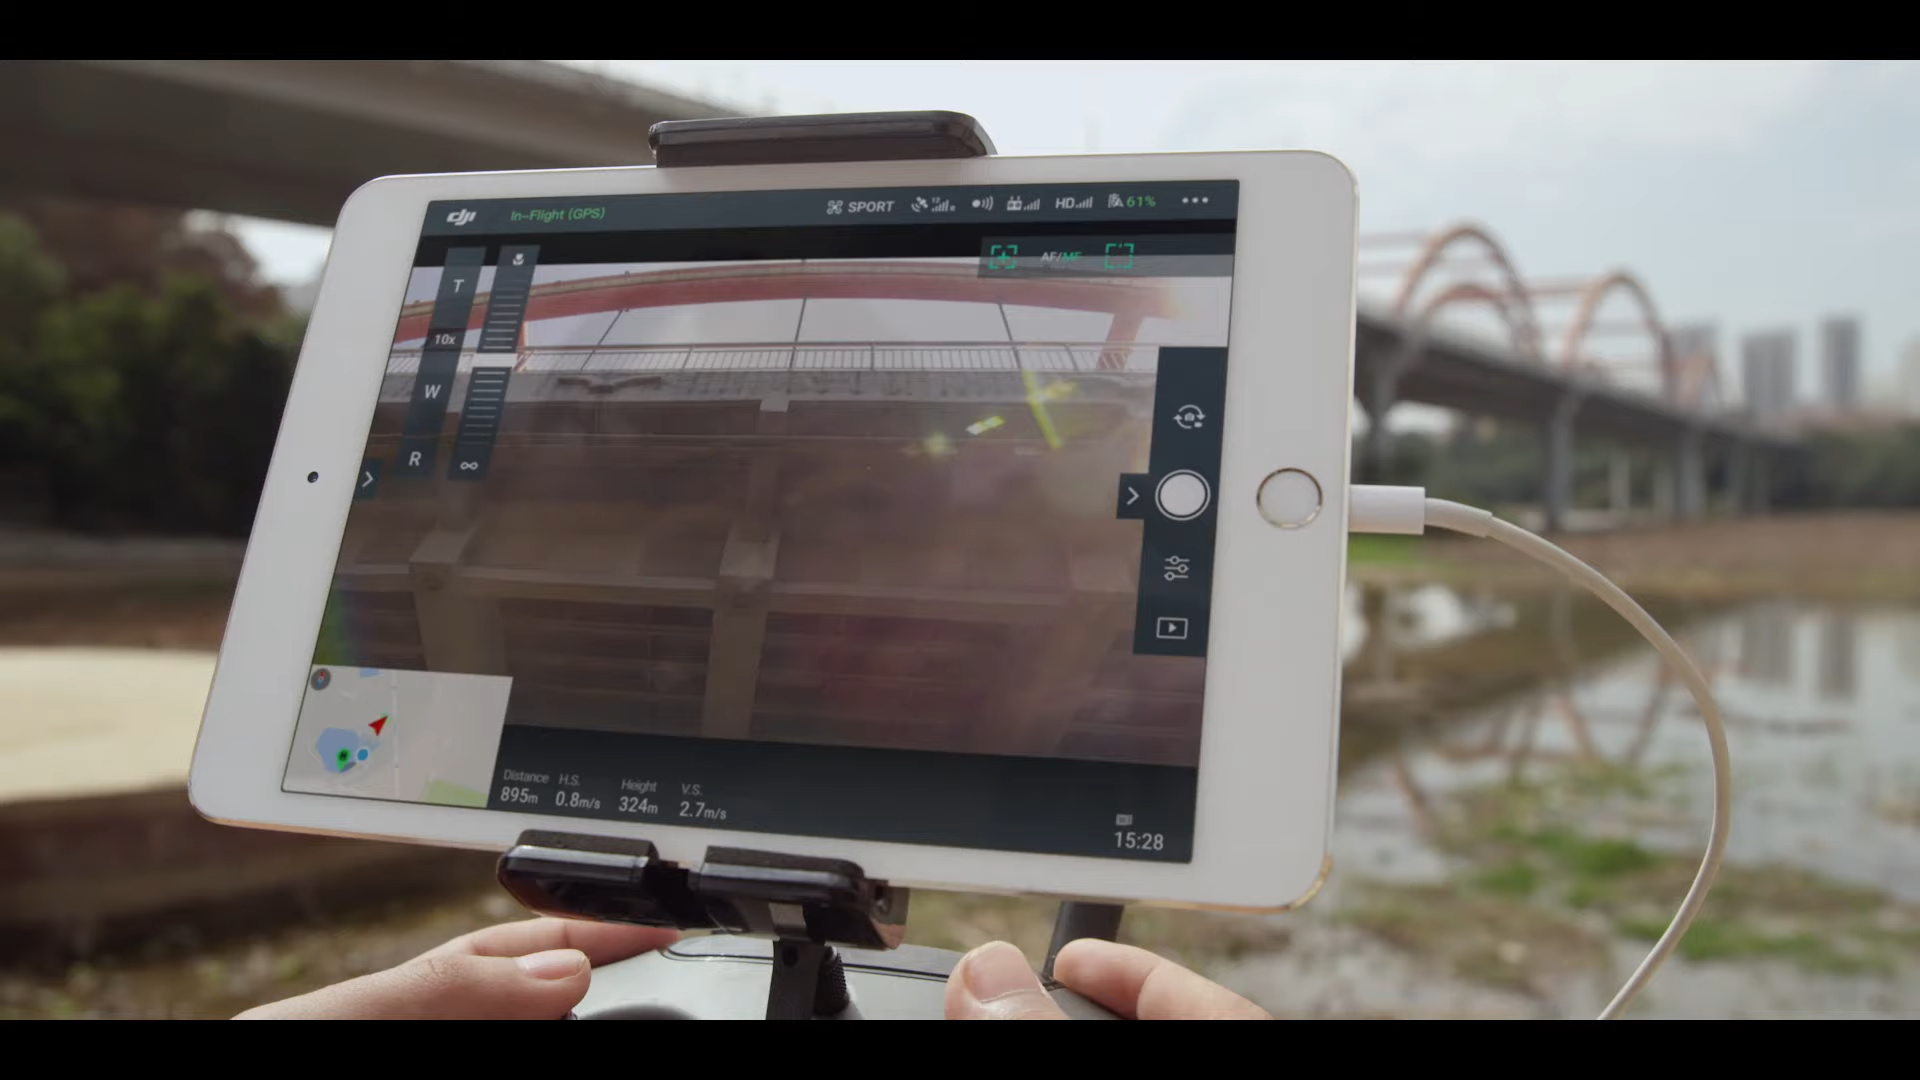 dji In-Flight (GPS) SPORT 12 HD 61%
AF/MF
T
10x
W
R
Distance H.S. Height V.S.
895m 0.8m/s 324m 2.7m/s
15:28